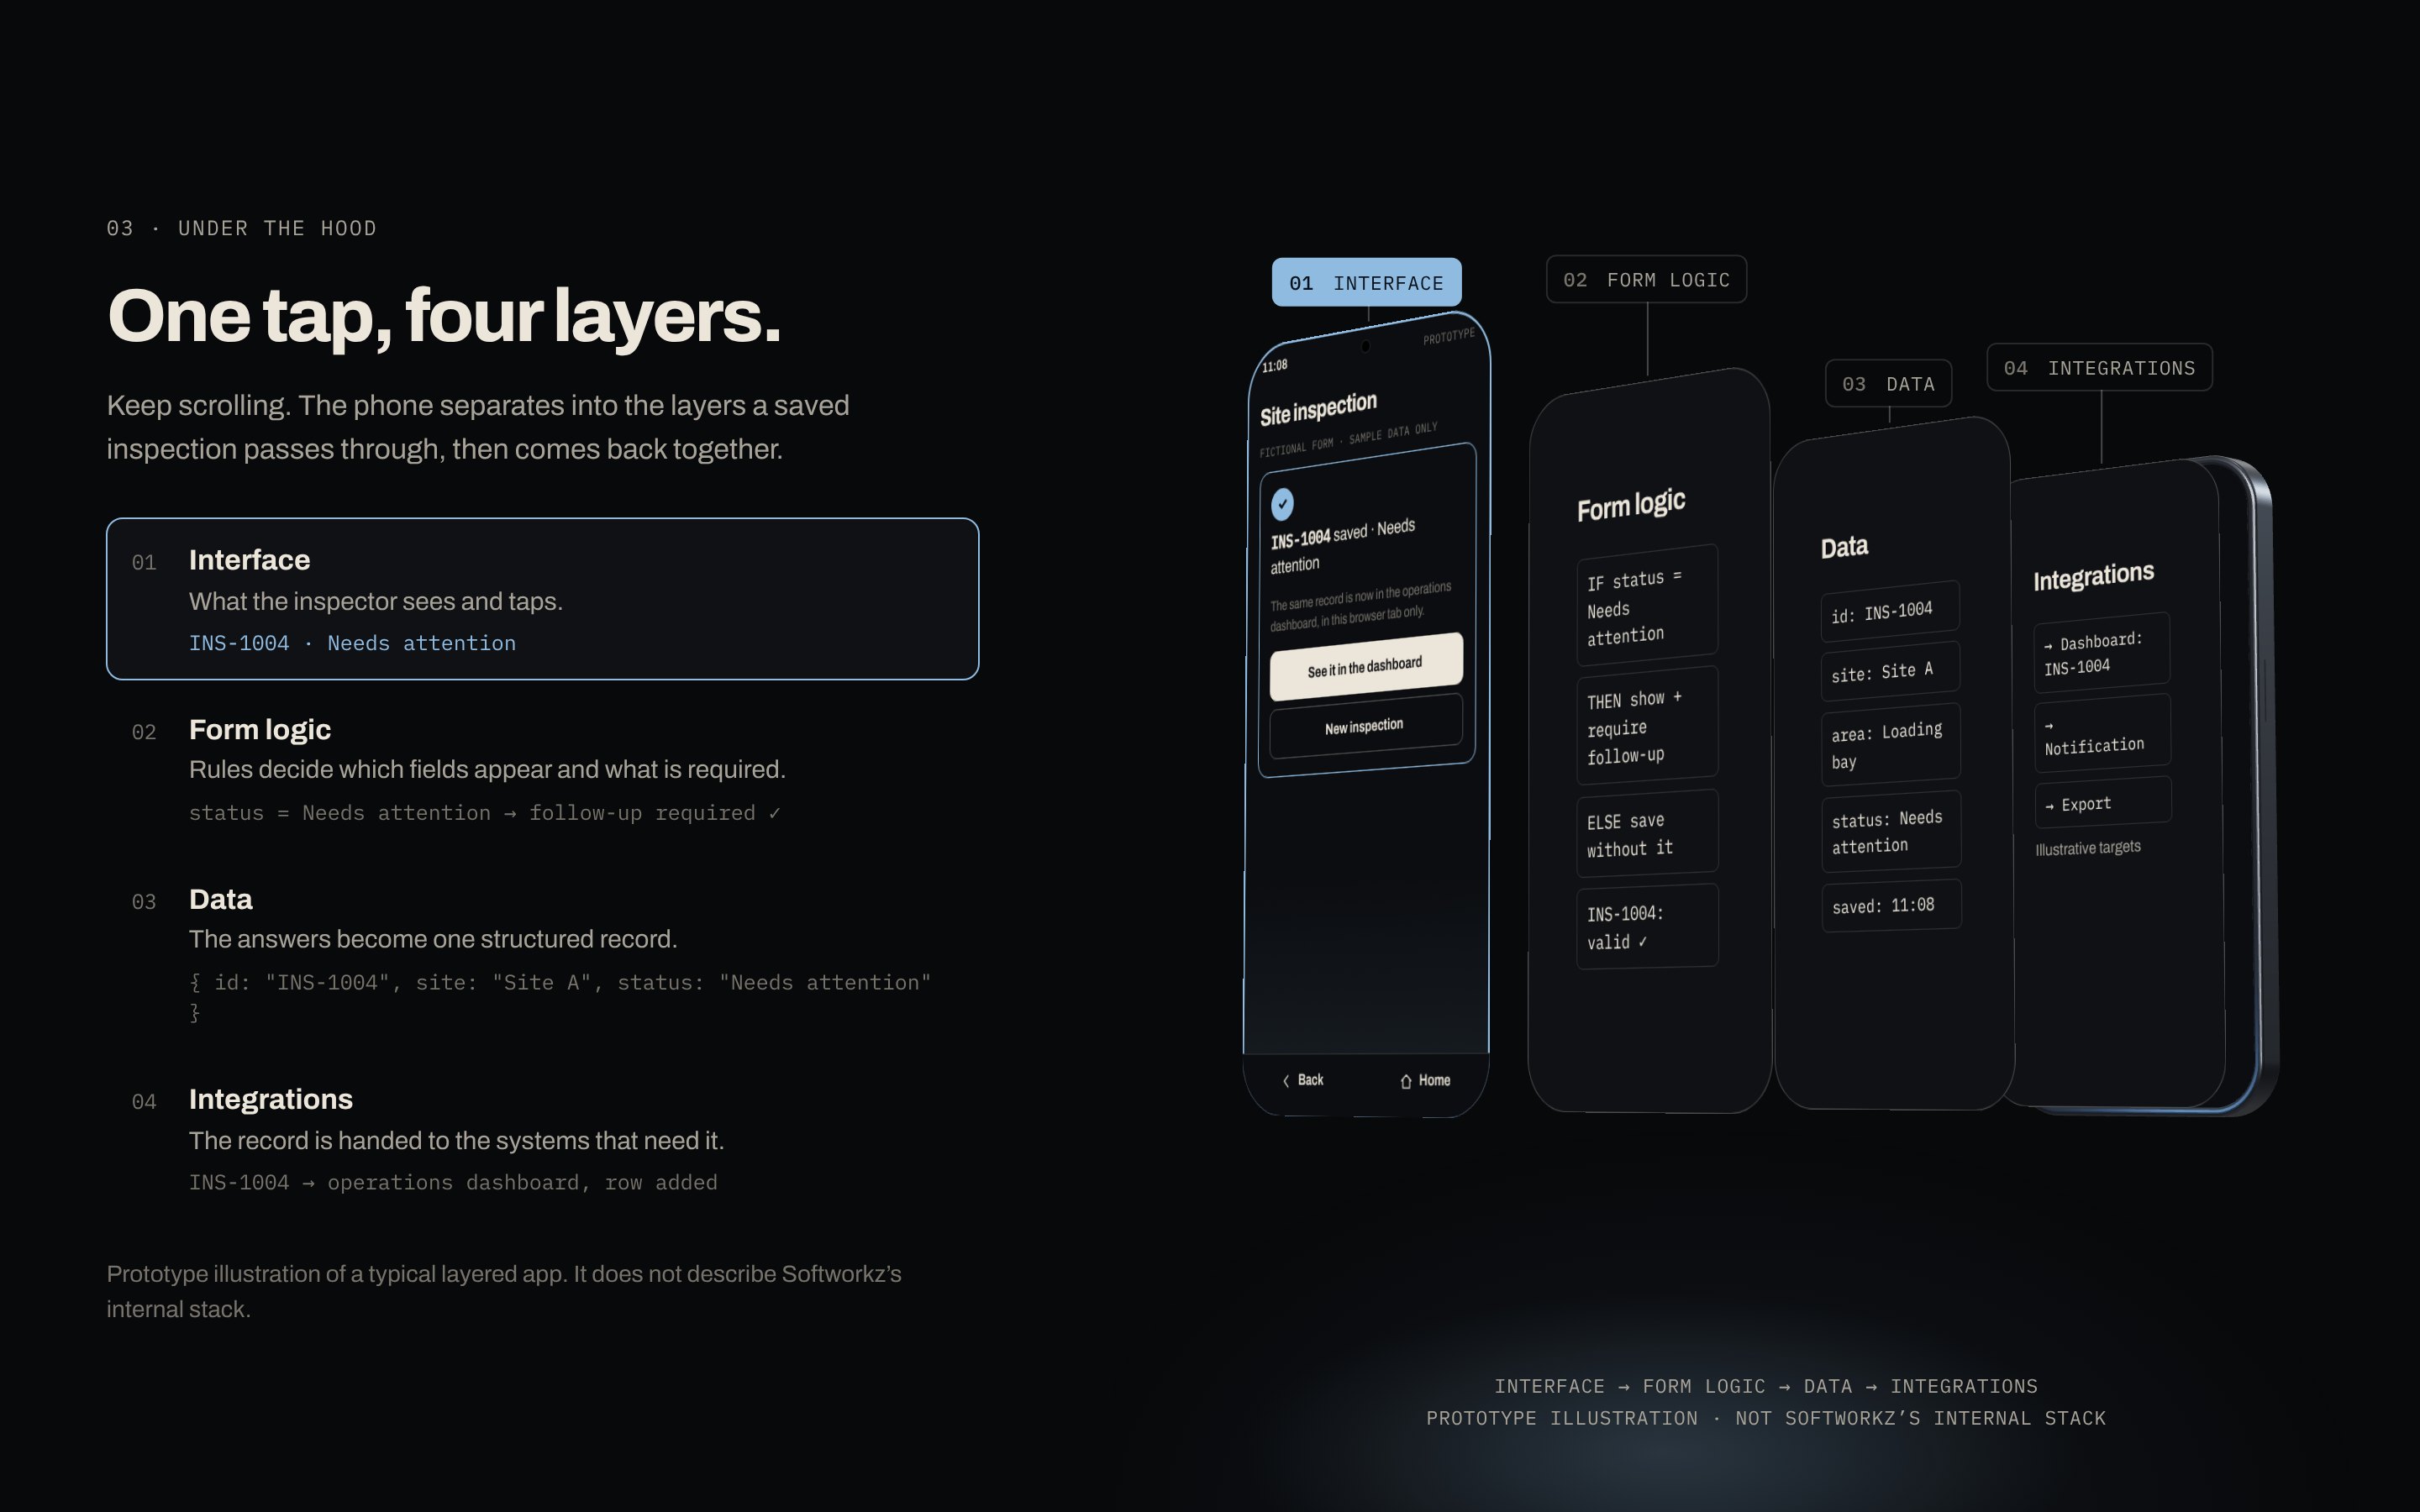 03 · UNDER THE HOOD
One tap, four layers.
Keep scrolling. The phone separates into the layers a saved
inspection passes through, then comes back together.
01 Interface
What the inspector sees and taps.
INS-1004 · Needs attention
02 Form logic
Rules decide which fields appear and what is required.
status = Needs attention → follow-up required ✓
03 Data
The answers become one structured record.
{ id: "INS-1004", site: "Site A", status: "Needs attention"
}
04 Integrations
The record is handed to the systems that need it.
INS-1004 → operations dashboard, row added
Prototype illustration of a typical layered app. It does not describe Softworkz’s
internal stack.
01 INTERFACE
11:08
PROTOTYPE
Site inspection
FICTIONAL FORM · SAMPLE DATA ONLY
INS-1004 saved · Needs
attention
The same record is now in the operations
dashboard, in this browser tab only.
See it in the dashboard
New inspection
Back
Home
02 FORM LOGIC
Form logic
IF status =
Needs
attention
THEN show +
require
follow-up
ELSE save
without it
INS-1004:
valid ✓
03 DATA
Data
id: INS-1004
site: Site A
area: Loading
bay
status: Needs
attention
saved: 11:08
04 INTEGRATIONS
Integrations
→ Dashboard:
INS-1004
→
Notification
→ Export
Illustrative targets
INTERFACE → FORM LOGIC → DATA → INTEGRATIONS
PROTOTYPE ILLUSTRATION · NOT SOFTWORKZ’S INTERNAL STACK